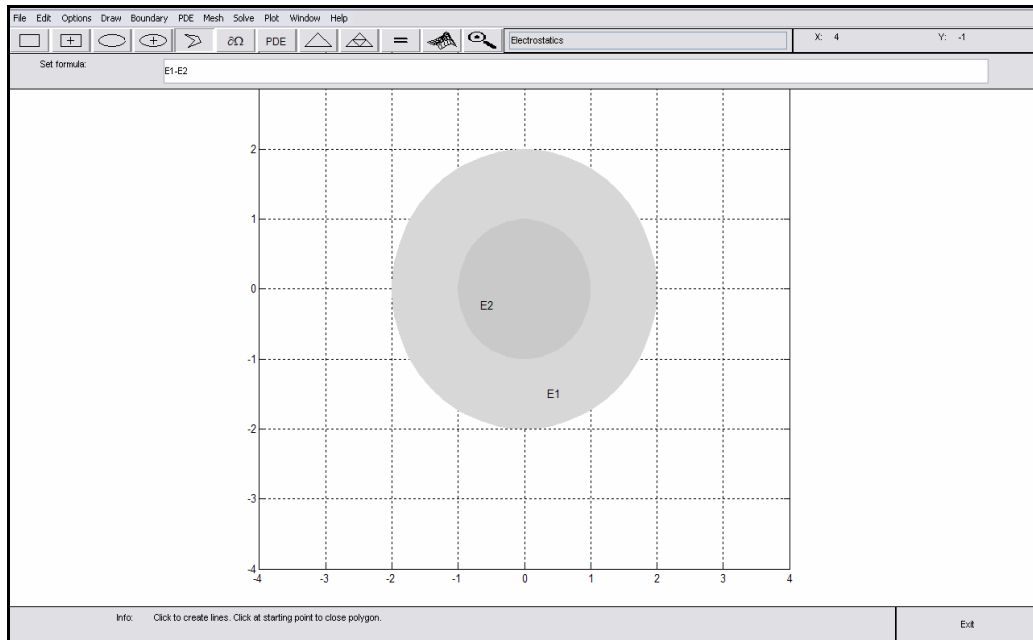 File Edit Options Draw Boundary PDE Mesh Solve Plot Window Help
∂Ω PDE = Electrostatics X: 4 Y: -1
Set formula: E1-E2
2
1
0
-1
-2
-3
-4
E2
E1
-4 -3 -2 -1 0 1 2 3 4
Info: Click to create lines. Click at starting point to close polygon. Exit